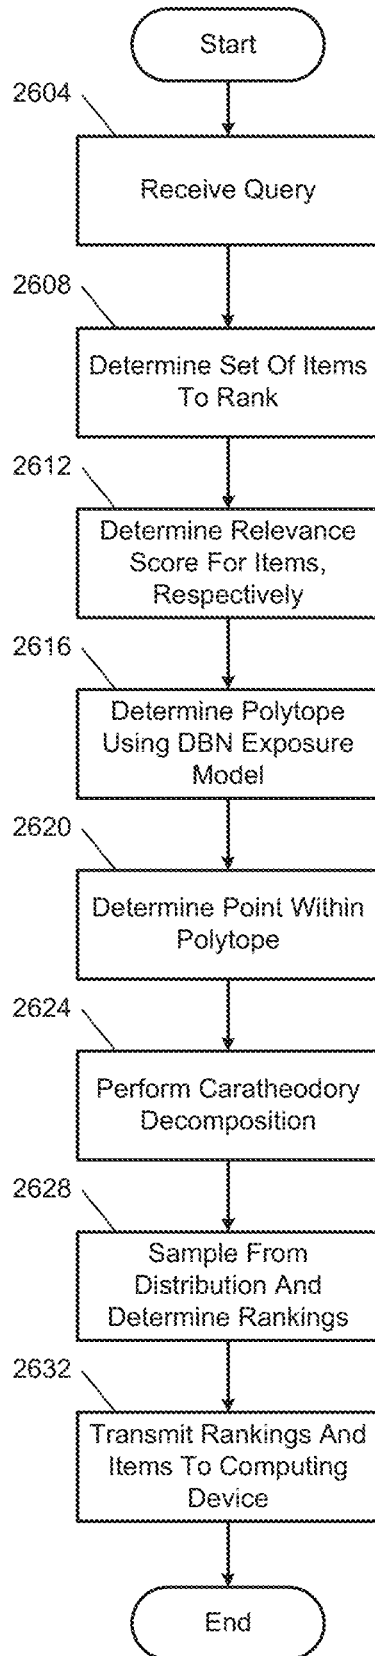 Start
2604
Receive Query
2608
Determine Set Of Items
To Rank
2612
Determine Relevance
Score For Items,
Respectively
2616
Determine Polytope
Using DBN Exposure
Model
2620
Determine Point Within
Polytope
2624
Perform Caratheodory
Decomposition
2628
Sample From
Distribution And
Determine Rankings
2632
Transmit Rankings And
Items To Computing
Device
End